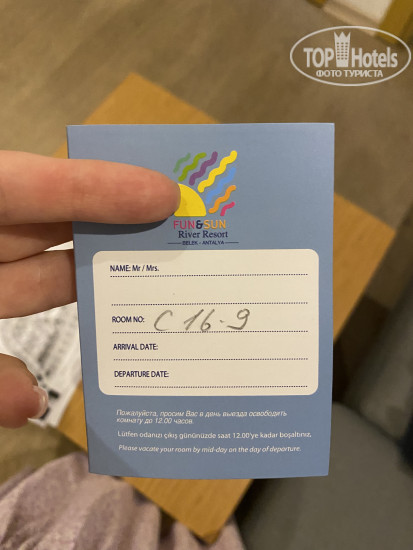 TOPHotels
ФОТО ТУРИСТА
FUN&SUN
River Resort
BELEK - ANTALYA
NAME: Mr / Mrs.
ROOM NO: C 16-9
ARRIVAL DATE:
DEPARTURE DATE:
Пожалуйста, просим Вас в день выезда освободить
комнату до 12.00 часов.
Lütfen odanızı çıkış gününüzde saat 12.00'ye kadar boşaltınız.
Please vacate your room by mid-day on the day of departure.